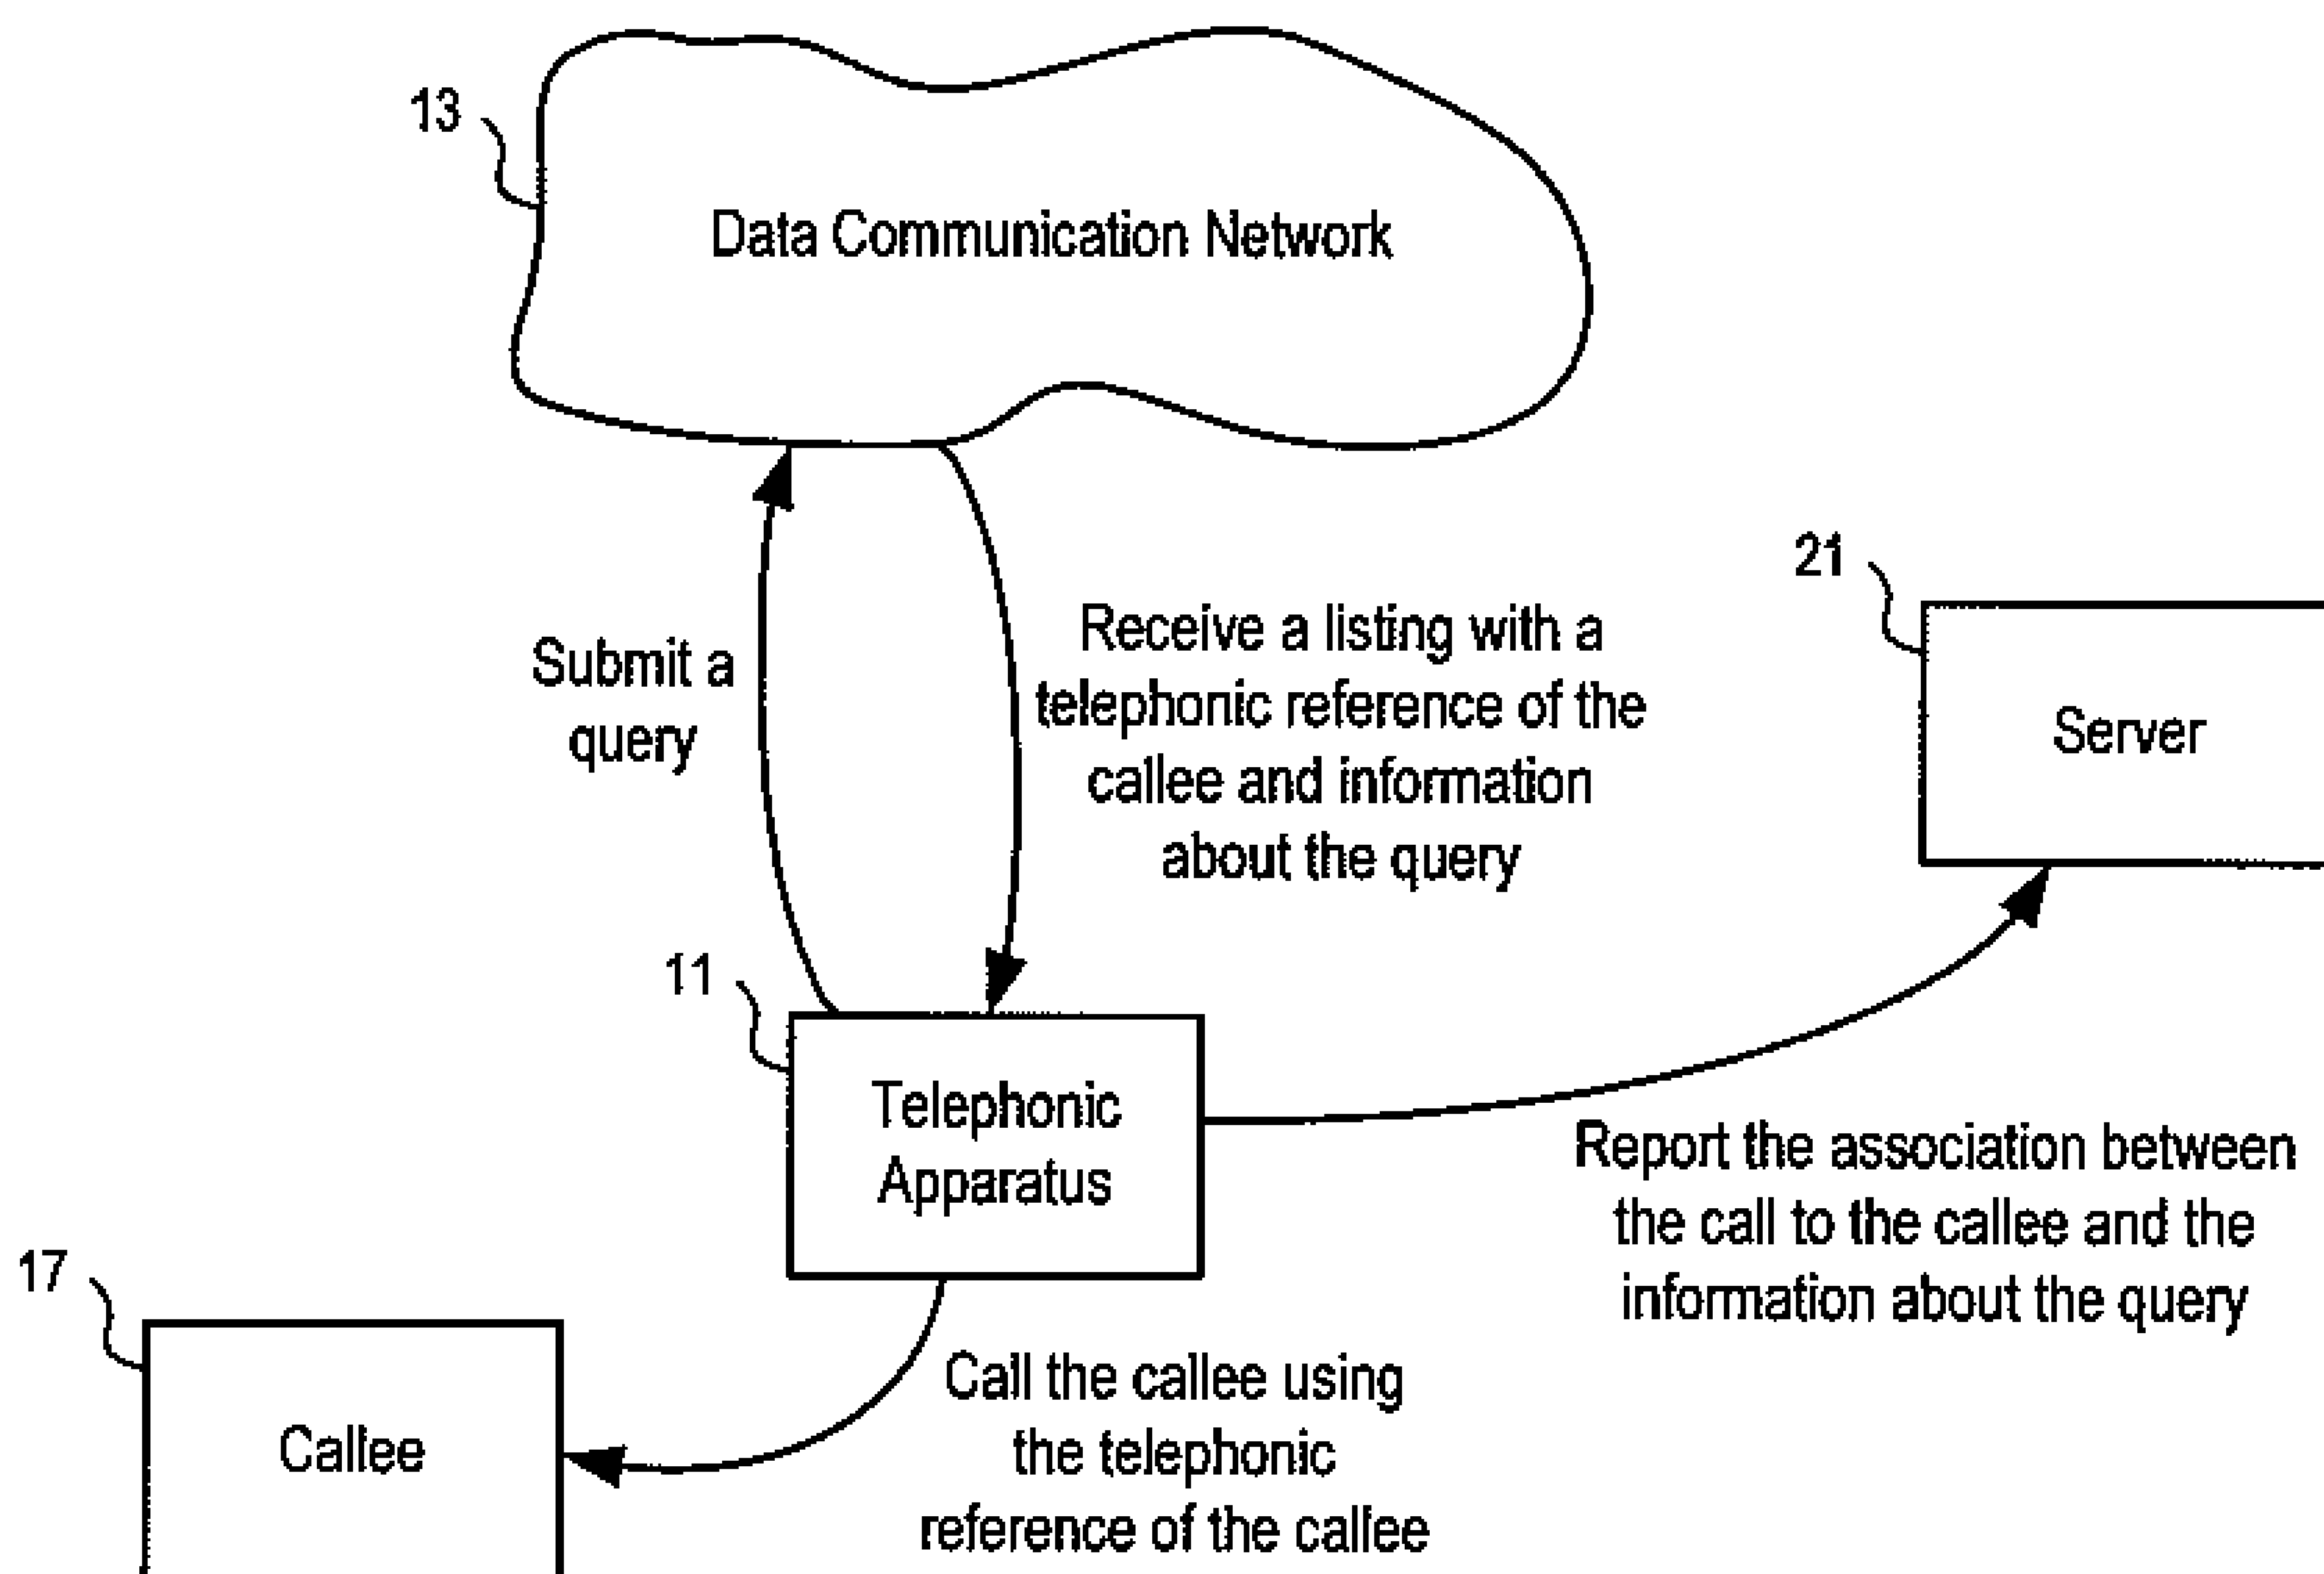 13
Data Communication Network
21
Submit a
query
Receive a listing with a
telephonic reference of the
callee and information
about the query
Server
11
Telephonic
Apparatus
Report the association between
the call to the callee and the
information about the query
17
Callee
Call the callee using
the telephonic
reference of the callee